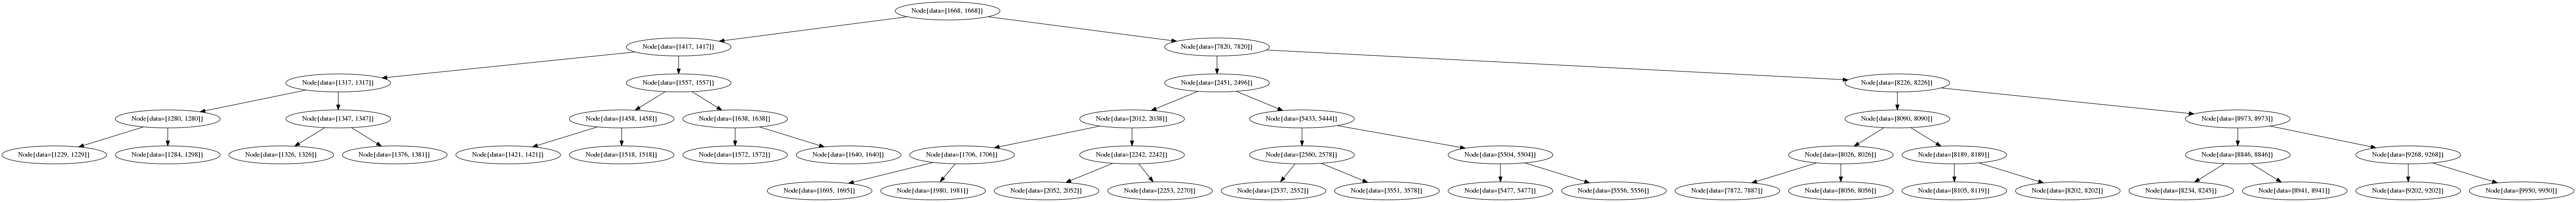 Node{data=[1668, 1668]}
Node{data=[1417, 1417]}
Node{data=[7820, 7820]}
Node{data=[1317, 1317]}
Node{data=[1557, 1557]}
Node{data=[2451, 2496]}
Node{data=[8226, 8226]}
Node{data=[1280, 1280]}
Node{data=[1347, 1347]}
Node{data=[1458, 1458]}
Node{data=[1638, 1638]}
Node{data=[2012, 2038]}
Node{data=[5433, 5444]}
Node{data=[8090, 8090]}
Node{data=[8973, 8973]}
Node{data=[1229, 1229]}
Node{data=[1284, 1298]}
Node{data=[1326, 1326]}
Node{data=[1376, 1381]}
Node{data=[1421, 1421]}
Node{data=[1518, 1518]}
Node{data=[1572, 1572]}
Node{data=[1640, 1640]}
Node{data=[1706, 1706]}
Node{data=[2242, 2242]}
Node{data=[2560, 2578]}
Node{data=[5504, 5504]}
Node{data=[8026, 8026]}
Node{data=[8189, 8189]}
Node{data=[8846, 8846]}
Node{data=[9268, 9268]}
Node{data=[1695, 1695]}
Node{data=[1980, 1981]}
Node{data=[2052, 2052]}
Node{data=[2253, 2270]}
Node{data=[2537, 2552]}
Node{data=[3551, 3578]}
Node{data=[5477, 5477]}
Node{data=[5556, 5556]}
Node{data=[7872, 7887]}
Node{data=[8056, 8056]}
Node{data=[8105, 8119]}
Node{data=[8202, 8202]}
Node{data=[8234, 8245]}
Node{data=[8941, 8941]}
Node{data=[9202, 9202]}
Node{data=[9950, 9950]}